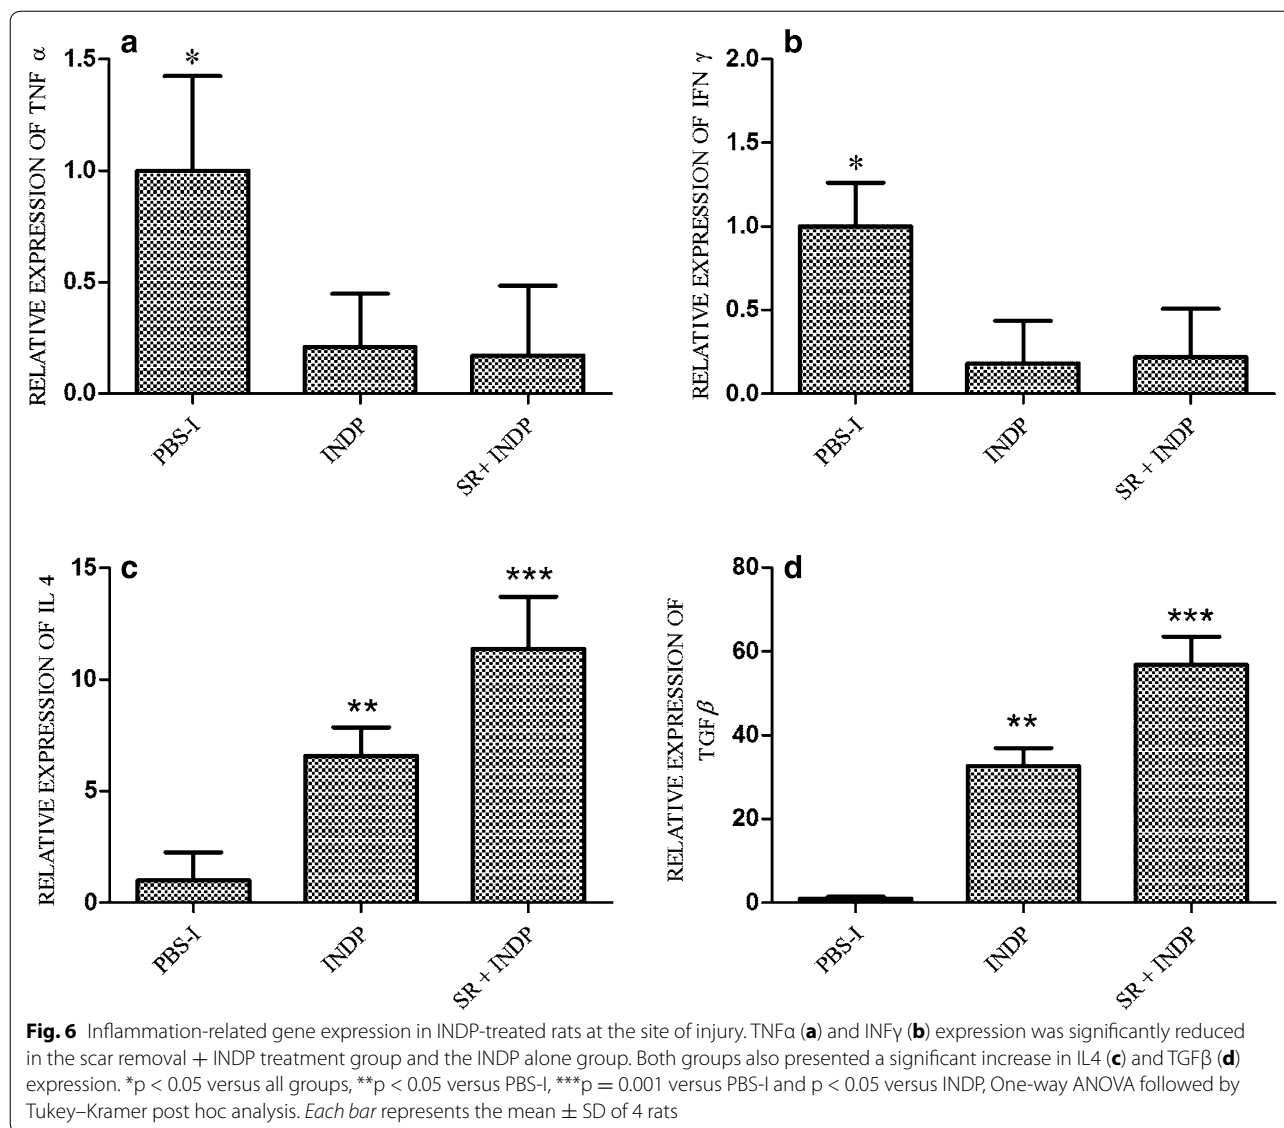 a
RELATIVE EXPRESSION OF TNF α
1.5
1.0
0.5
0.0
*
PBS-I
INDP
SR+ INDP
b
RELATIVE EXPRESSION OF IFN γ
2.0
1.5
1.0
0.5
0.0
*
PBS-I
INDP
SR + INDP
c
RELATIVE EXPRESSION OF IL 4
15
10
5
0
**
***
PBS-I
INDP
SR + INDP
d
RELATIVE EXPRESSION OF
TGF β
80
60
40
20
0
**
***
PBS-I
INDP
SR + INDP
Fig. 6 Inflammation-related gene expression in INDP-treated rats at the site of injury. TNFα (a) and INFγ (b) expression was significantly reduced
in the scar removal + INDP treatment group and the INDP alone group. Both groups also presented a significant increase in IL4 (c) and TGFβ (d)
expression. *p < 0.05 versus all groups, **p < 0.05 versus PBS-I, ***p = 0.001 versus PBS-I and p < 0.05 versus INDP, One-way ANOVA followed by
Tukey–Kramer post hoc analysis. Each bar represents the mean ± SD of 4 rats